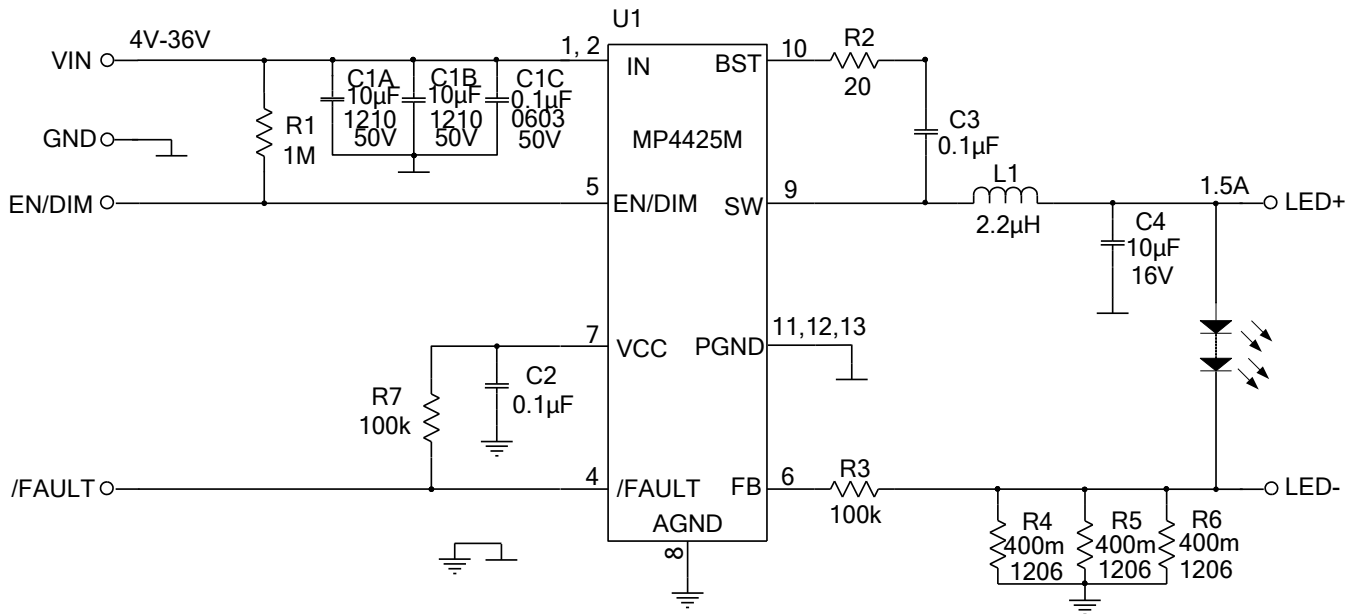 U1
4V-36V
VIN
1, 2
IN
BST
10
R2
20
C1A
10µF
1210
50V
C1B
10µF
1210
50V
C1C
0.1µF
0603
50V
R1
1M
GND
MP4425M
C3
0.1µF
EN/DIM
5
EN/DIM
SW
9
L1
2.2µH
1.5A
LED+
C4
10µF
16V
7
VCC
PGND
11,12,13
C2
0.1µF
R7
100k
/FAULT
4
/FAULT
FB
6
R3
100k
LED-
AGND
8
R4
400m
1206
R5
400m
1206
R6
400m
1206